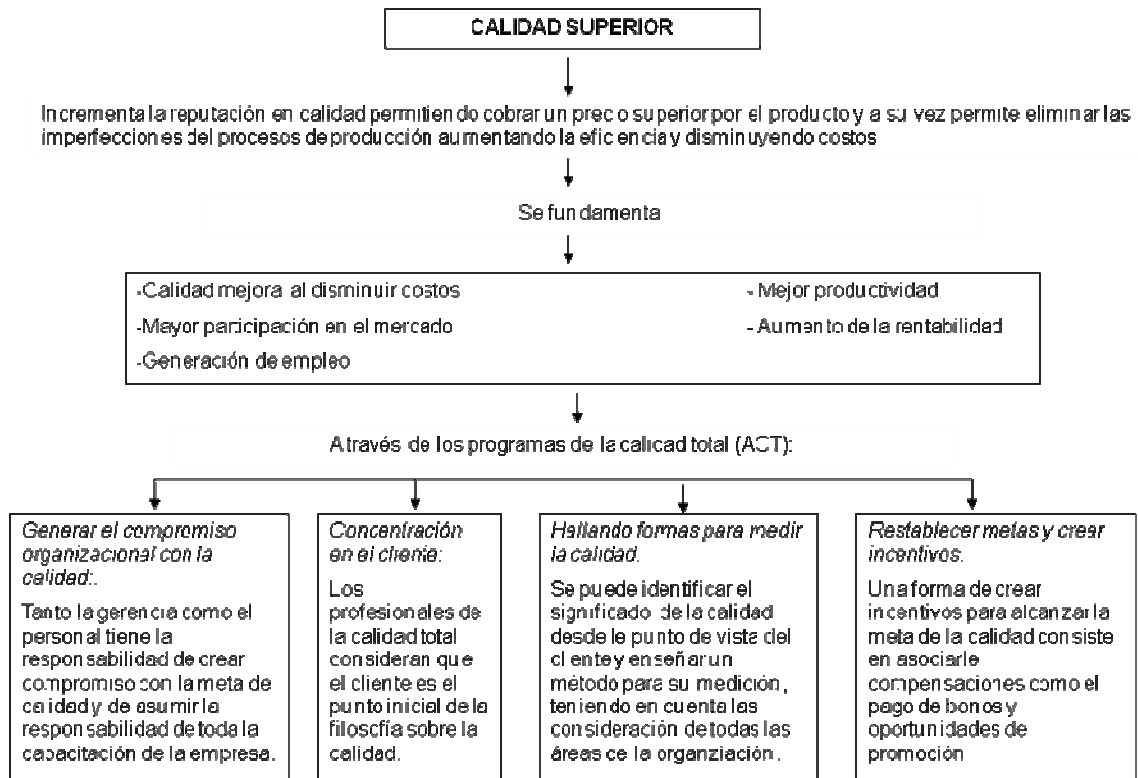 CALIDAD SUPERIOR
Incrementa la reputación en calidad permitiendo cobrar un precio superior por el producto y a su vez permite eliminar las
imperfecciones del procesos de producción aumentando la eficiencia y disminuyendo costos
Se fundamenta
-Calidad mejora al disminuir costos
- Mejor productividad
-Mayor participación en el mercado
- Aumento de la rentabilidad
-Generación de empleo
Através de los programas de la calidad total (ACT):
Generar el compromiso
organizacional con la
calidad:.
Tanto la gerencia como el
personal tiene la
responsabilidad de crear
compromiso con la meta de
calidad y de asumir la
responsabilidad de toda la
capacitación de la empresa.
Concentración
en el cliente:
Los
profesionales de
la calidad total
consideran que
el cliente es el
punto inicial de la
filosofía sobre la
calidad.
Hallando formas para medir
la calidad.
Se puede identificar el
significado de la calidad
desde le punto de vista del
cliente y enseñar un
método para su medición,
teniendo en cuenta las
consideración de todas las
áreas de la organziación.
Restablecer metas y crear
incentivos.
Una forma de crear
incentivos para alcanzar la
meta de la calidad consiste
en asociarle
compensaciones como el
pago de bonos y
oportunidades de
promoción